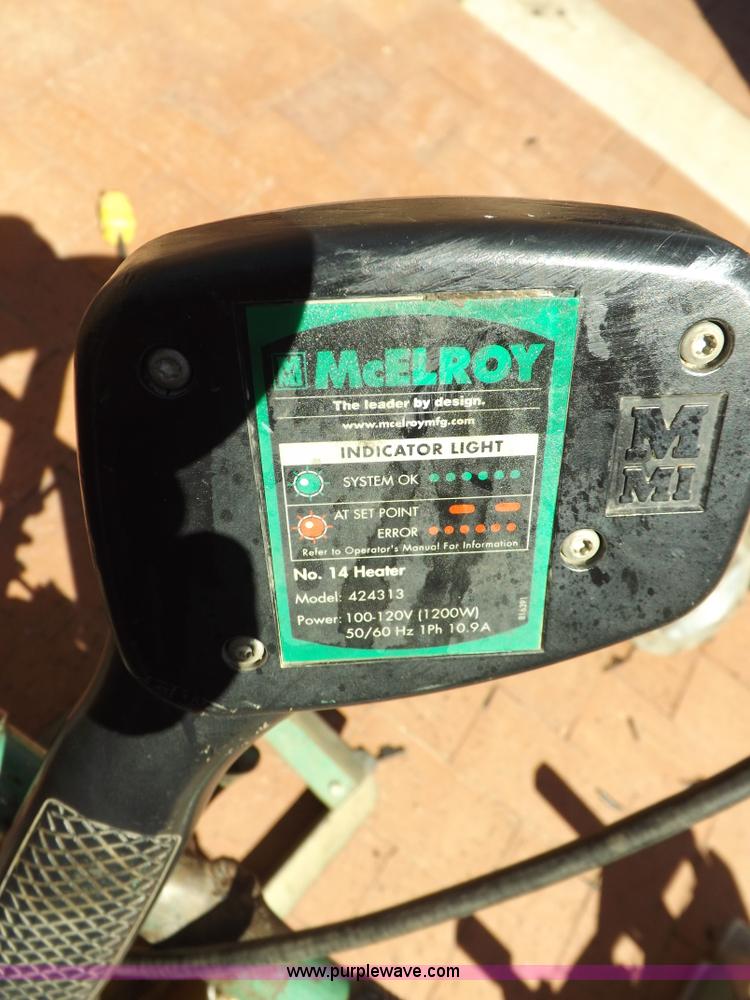 M McELROY
The leader by design.
www.mcelroymfg.com
INDICATOR LIGHT
SYSTEM OK
AT SET POINT
ERROR
Refer to Operator's Manual For Information
No. 14 Heater
Model: 424313
Power: 100-120V (1200W)
50/60 Hz 1Ph 10.9A
M
MI
www.purplewave.com